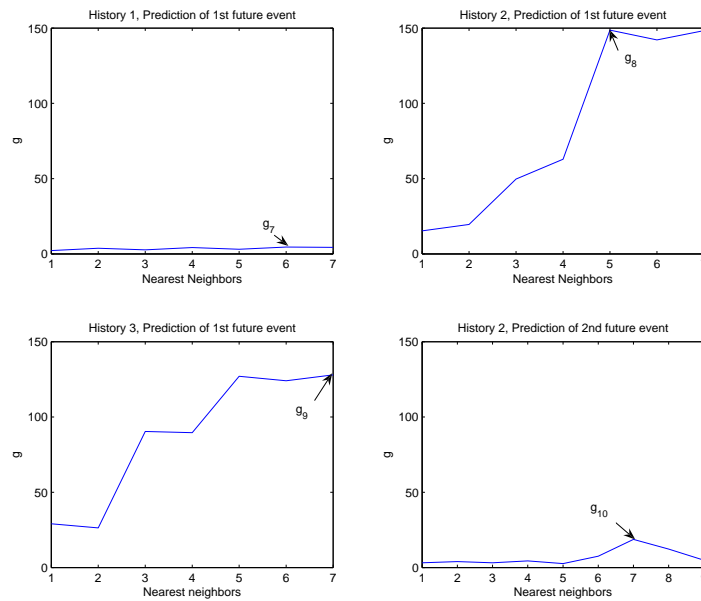 History 1, Prediction of 1st future event
150
100
50
0
g
g7
1 2 3 4 5 6 7
Nearest Neighbors
History 2, Prediction of 1st future event
150
100
50
0
g
g8
1 2 3 4 5 6
Nearest Neighbors
History 3, Prediction of 1st future event
150
100
50
0
g
g9
1 2 3 4 5 6 7
Nearest neighbors
History 2, Prediction of 2nd future event
150
100
50
0
g
g10
1 2 3 4 5 6 7 8
Nearest neighbors